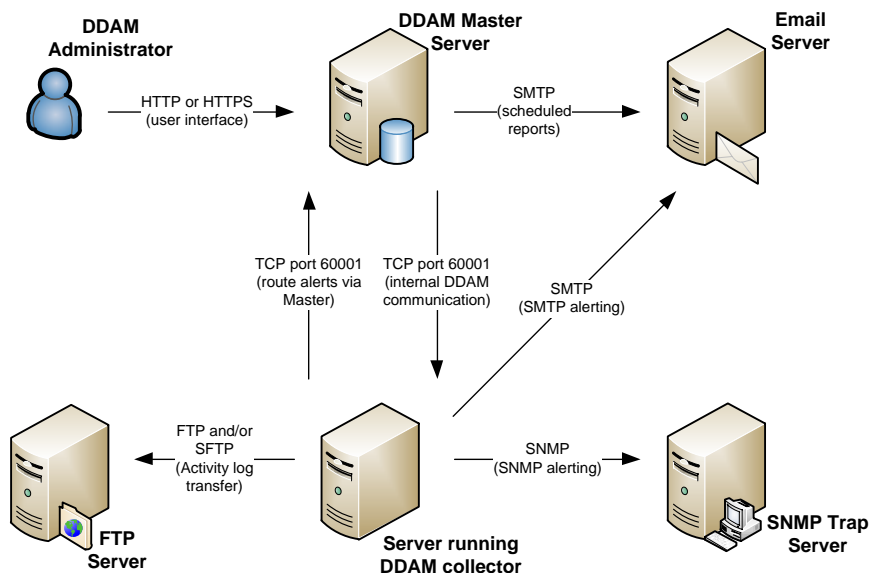 DDAM
Administrator
DDAM Master
Server
Email
Server
HTTP or HTTPS
(user interface)
SMTP
(scheduled
reports)
TCP port 60001
(route alerts via
Master)
TCP port 60001
(internal DDAM
communication)
SMTP
(SMTP alerting)
FTP and/or
SFTP
(Activity log
transfer)
SNMP
(SNMP alerting)
FTP
Server
Server running
DDAM collector
SNMP Trap
Server